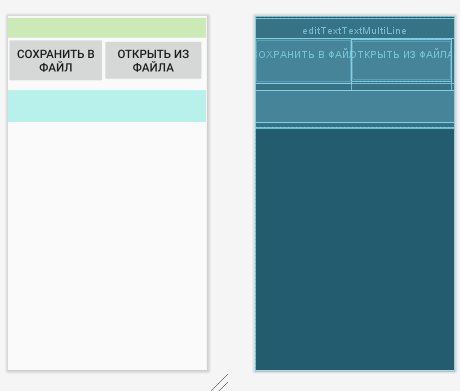 СОХРАНИТЬ В
ФАЙЛ
ОТКРЫТЬ ИЗ
ФАЙЛА
editTextTextMultiLine
СОХРАНИТЬ В ФАЙЛ
ОТКРЫТЬ ИЗ ФАЙЛА